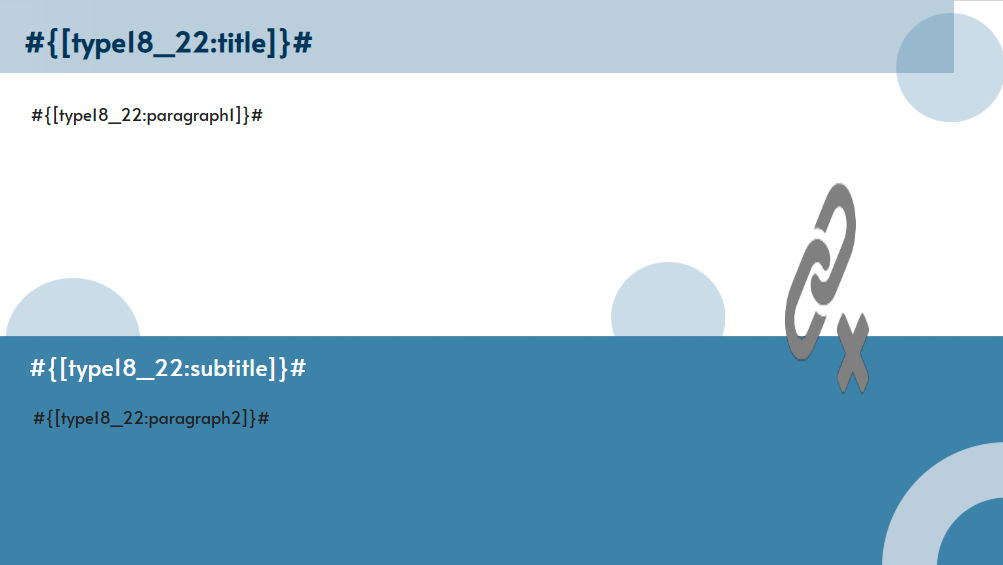 #{[type18_22:title]}#
#{[type18_22:paragraph1]}#
#{[type18_22:subtitle]}#
#{[type18_22:paragraph2]}#